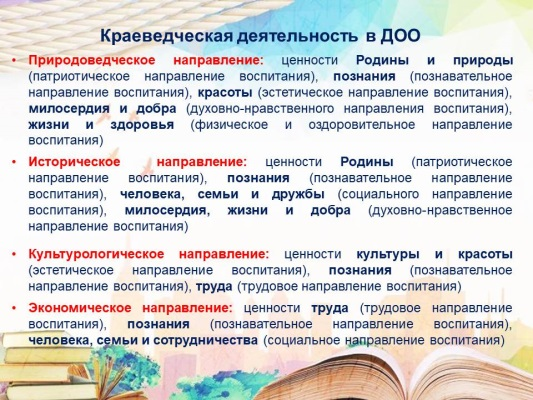 Краеведческая деятельность в ДОО
• Природоведческое направление: ценности Родины и природы
(патриотическое направление воспитания), познания (познавательное
направление воспитания), красоты (эстетическое направление воспитания),
милосердия и добра (духовно-нравственного направления воспитания),
жизни и здоровья (физическое и оздоровительное направление
воспитания)
• Историческое направление: ценности Родины (патриотическое
направление воспитания), познания (познавательное направление
воспитания), человека, семьи и дружбы (социального направление
воспитания), милосердия, жизни и добра (духовно-нравственное
направление воспитания)
• Культурологическое направление: ценности культуры и красоты
(эстетическое направление воспитания), познания (познавательное
направление воспитания), труда (трудовое направление воспитания)
• Экономическое направление: ценности труда (трудовое направление
воспитания), познания (познавательное направление воспитания),
человека, семьи и сотрудничества (социальное направление воспитания)